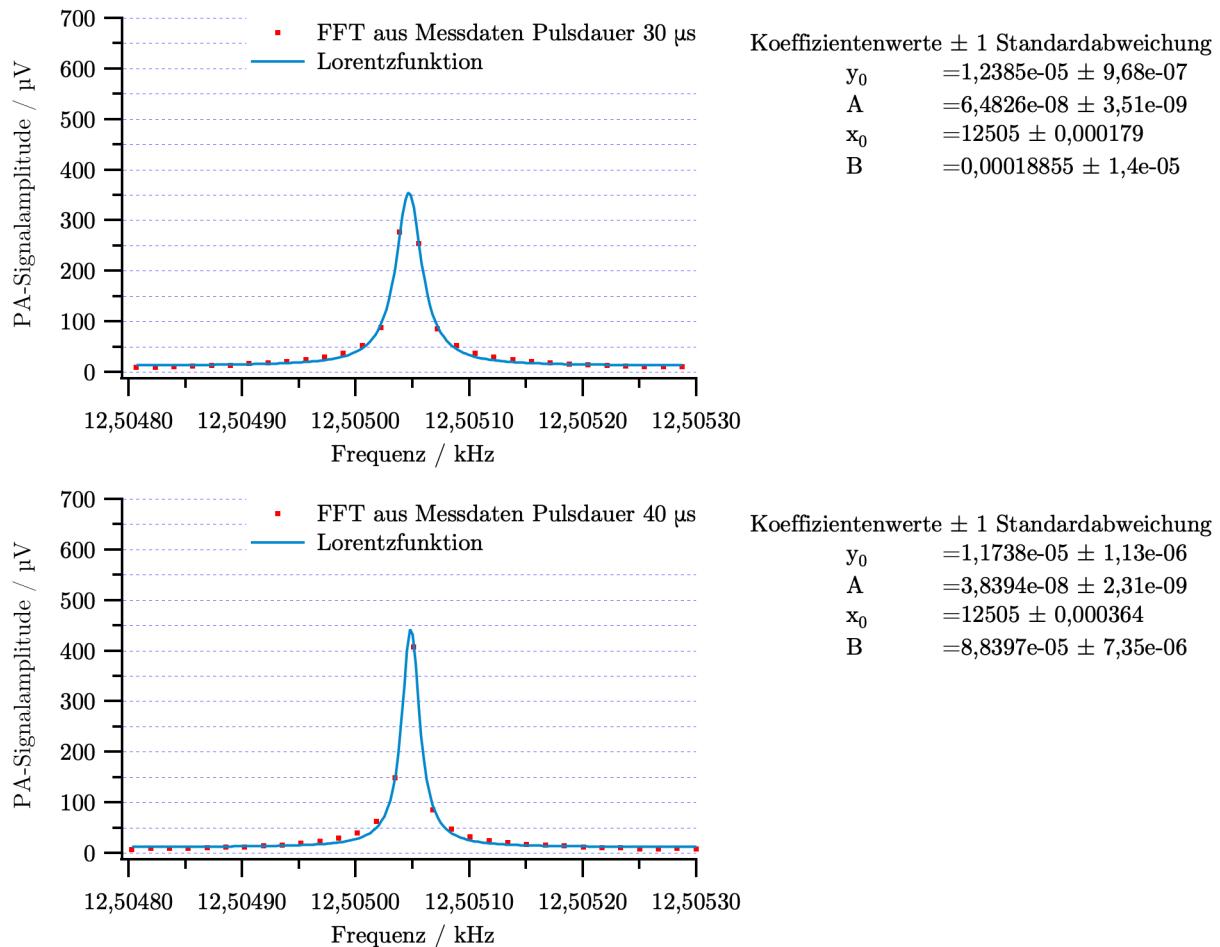 700
600
500
400
300
200
100
0
PA-Signalamplitude / µV
FFT aus Messdaten Pulsdauer 30 µs
Lorentzfunktion
12,50480 12,50490 12,50500 12,50510 12,50520 12,50530
Frequenz / kHz
Koeffizientenwerte ± 1 Standardabweichung
y₀ =1,2385e-05 ± 9,68e-07
A =6,4826e-08 ± 3,51e-09
x₀ =12505 ± 0,000179
B =0,00018855 ± 1,4e-05
700
600
500
400
300
200
100
0
PA-Signalamplitude / µV
FFT aus Messdaten Pulsdauer 40 µs
Lorentzfunktion
12,50480 12,50490 12,50500 12,50510 12,50520 12,50530
Frequenz / kHz
Koeffizientenwerte ± 1 Standardabweichung
y₀ =1,1738e-05 ± 1,13e-06
A =3,8394e-08 ± 2,31e-09
x₀ =12505 ± 0,000364
B =8,8397e-05 ± 7,35e-06